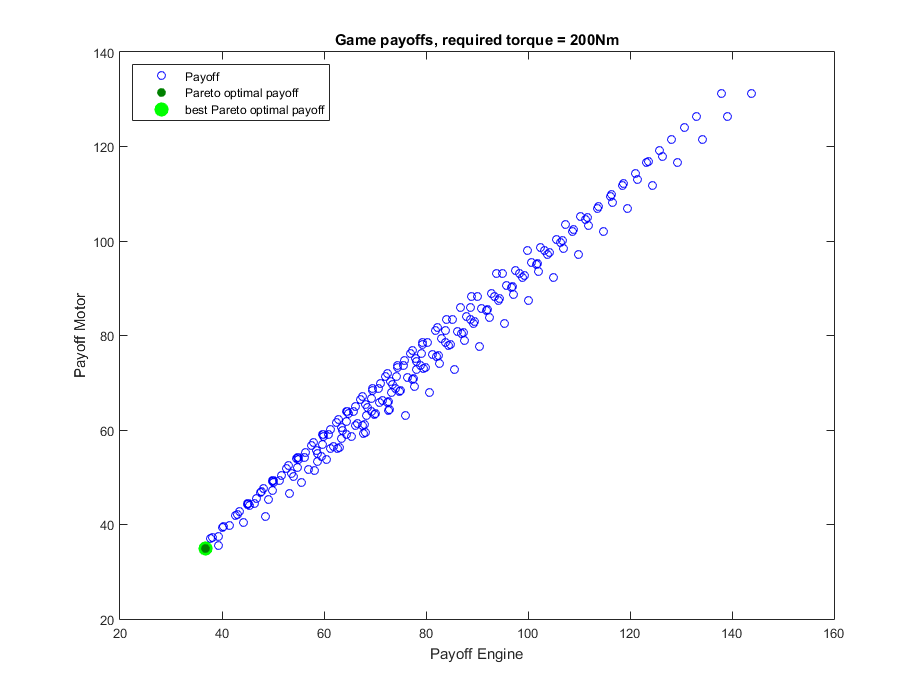 Game payoffs, required torque = 200Nm
Payoff
Pareto optimal payoff
best Pareto optimal payoff
140
120
100
80
60
40
20
Payoff Motor
20
40
60
80
100
120
140
160
Payoff Engine